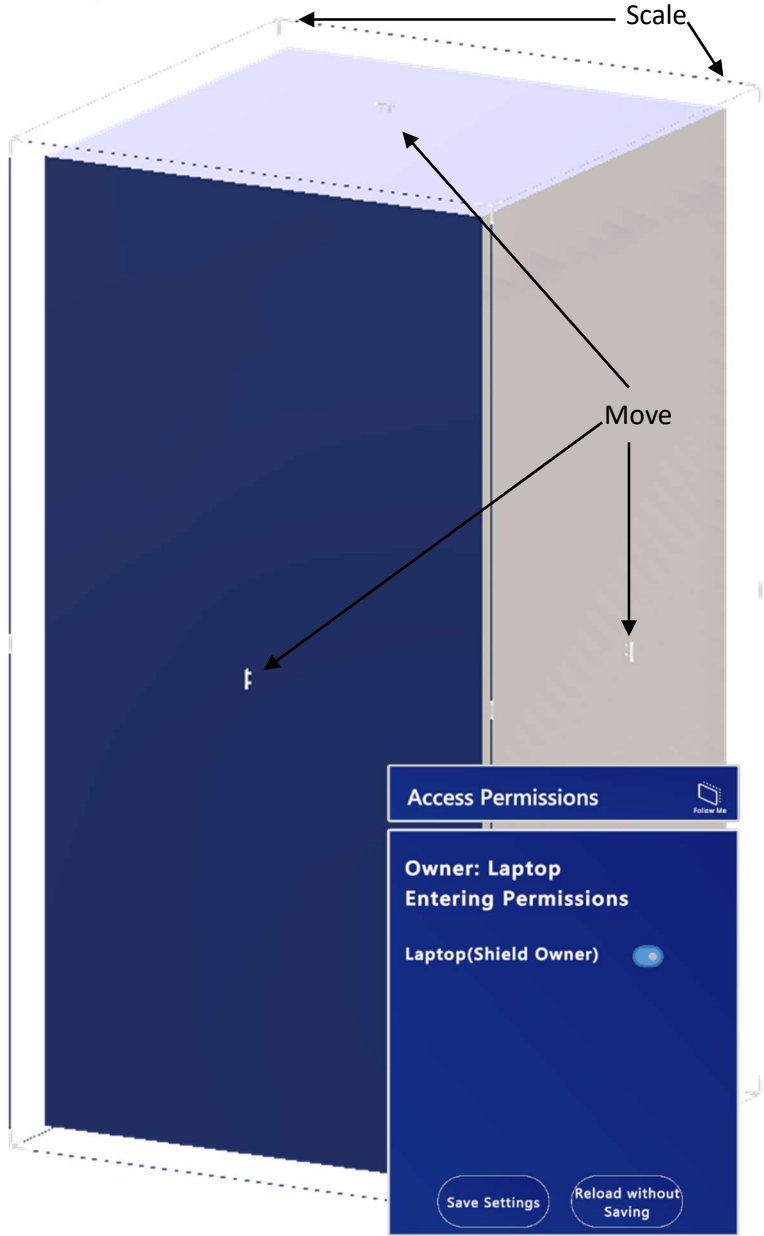 Scale
Move
Access Permissions
Follow Me
Owner: Laptop
Entering Permissions
Laptop(Shield Owner)
Save Settings
Reload without
Saving